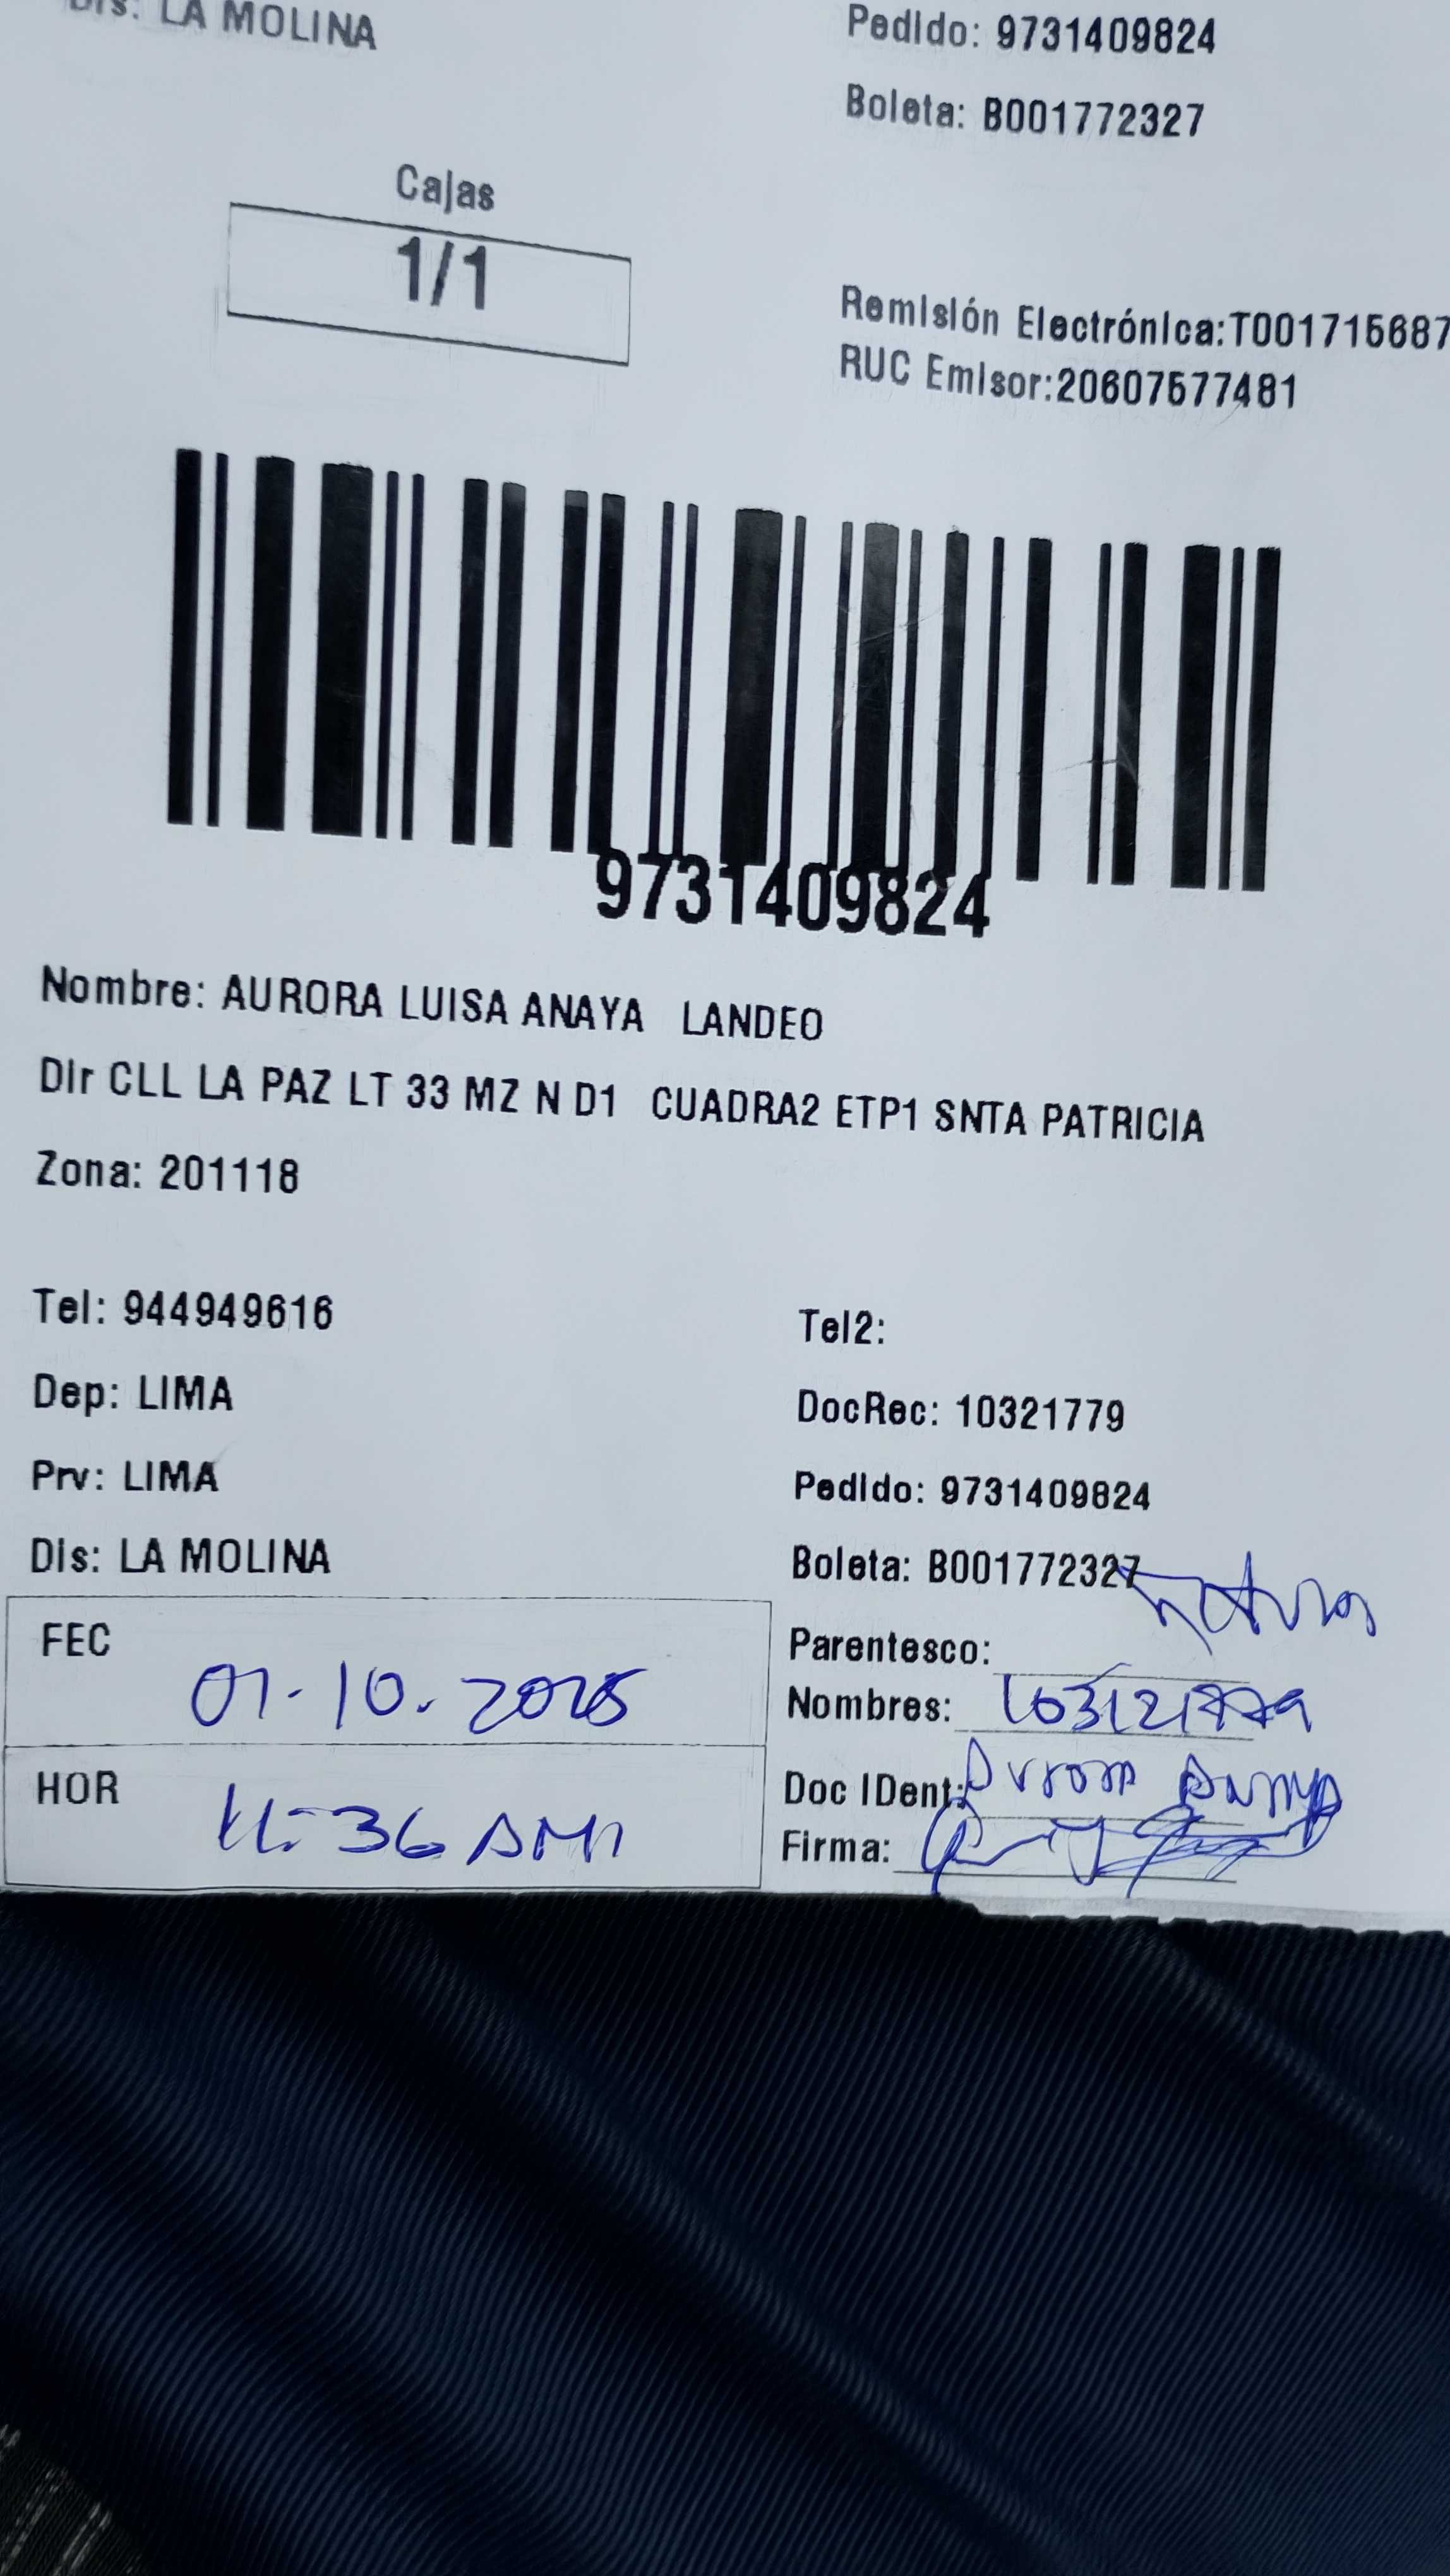 Dis: LA MOLINA
Pedido: 9731409824
Boleta: B001772327
Cajas
1/1
Remisión Electrónica:T001715687
RUC Emisor:20607577481
9731409824
Nombre: AURORA LUISA ANAYA LANDEO
Dir CLL LA PAZ LT 33 MZ N D1 CUADRA2 ETP1 SNTA PATRICIA
Zona: 201118
Tel: 944949616
Tel2:
Dep: LIMA
DocRec: 10321779
Prv: LIMA
Pedido: 9731409824
Dis: LA MOLINA
Boleta: B001772327
FEC
01-10-2025
Parentesco:
Nombres:
HOR
11:36 AM
Doc IDent: Aurora Anaya
Firma: